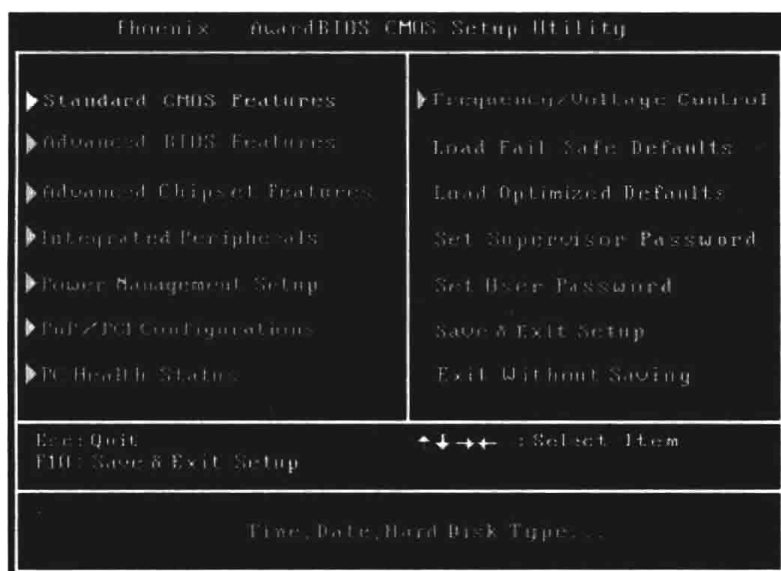 Phoenix AwardBIOS CMOS Setup Utility
Standard CMOS Features
Advanced BIOS Features
Advanced Chipset Features
Integrated Peripherals
Power Management Setup
PnP/PCI Configurations
PC Health Status
Frequency/Voltage Control
Load Fail Safe Defaults
Load Optimized Defaults
Set Supervisor Password
Set User Password
Save & Exit Setup
Exit Without Saving
Esc:Quit
F10: Save & Exit Setup
↑↓→← :Select Item
Time,Date,Hard Disk Type...